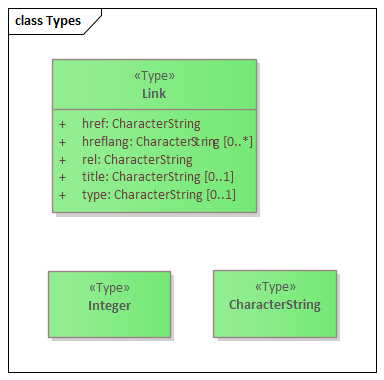 class Types
«Type»
Link
+ href: CharacterString
+ hreflang: CharacterString [0..*]
+ rel: CharacterString
+ title: CharacterString [0..1]
+ type: CharacterString [0..1]
«Type»
Integer
«Type»
CharacterString